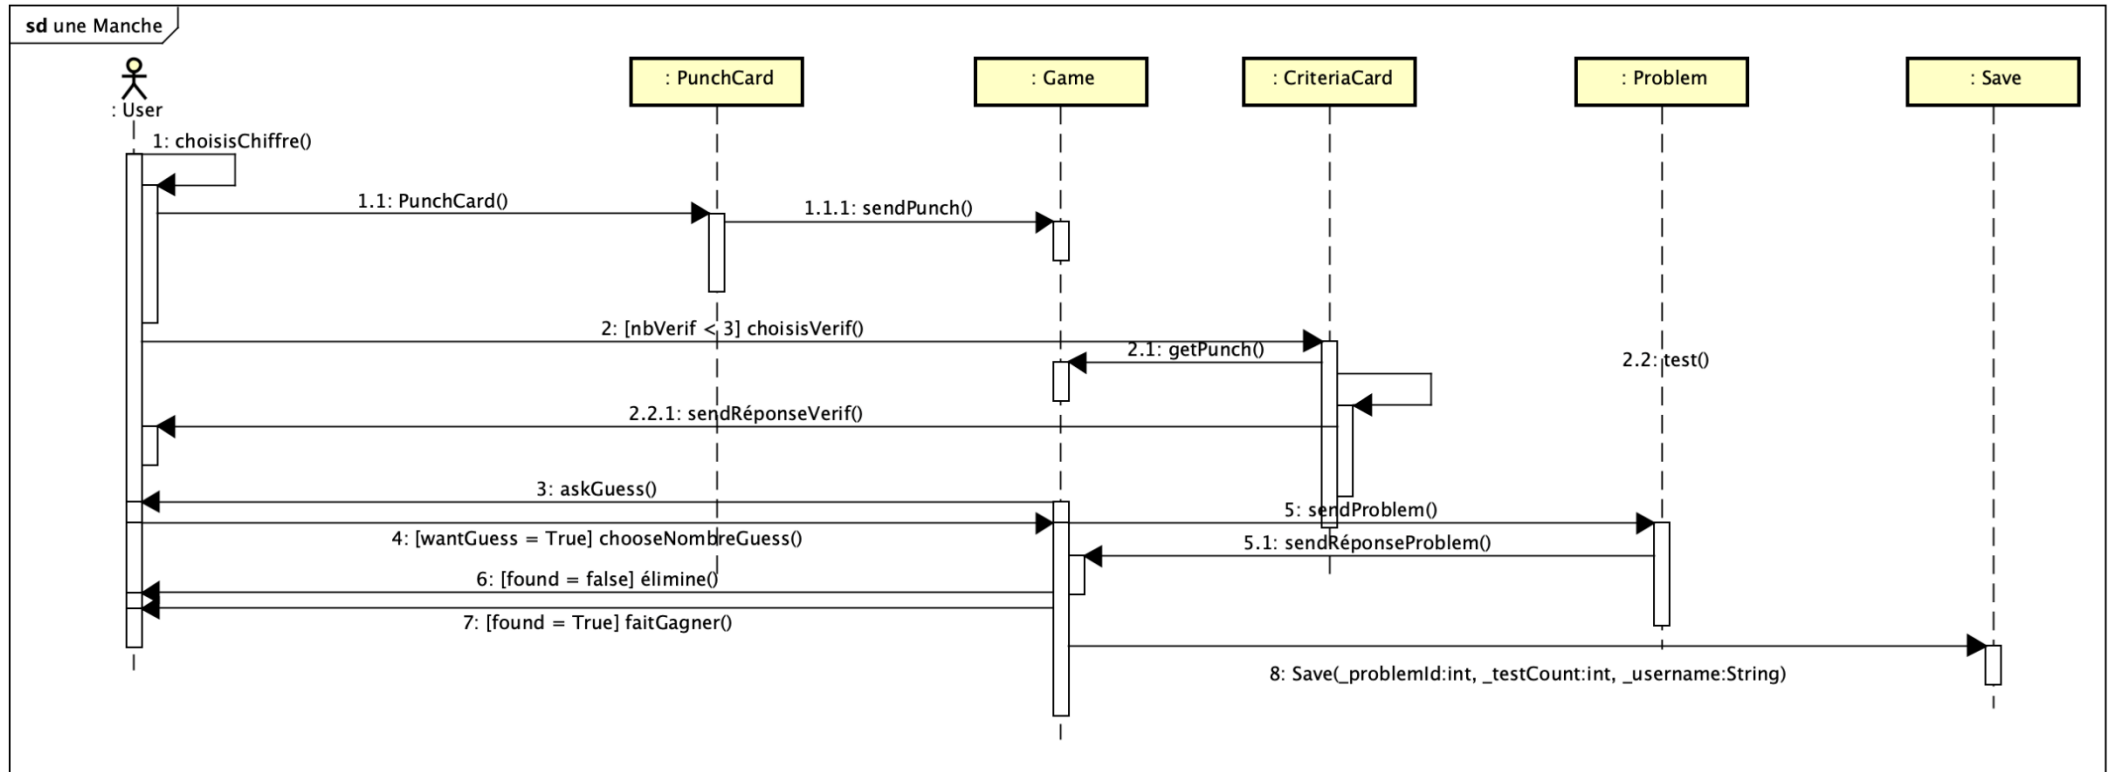 sd une Manche
: User
: PunchCard
: Game
: CriteriaCard
: Problem
: Save
1: choisisChiffre()
1.1: PunchCard()
1.1.1: sendPunch()
2: [nbVerif < 3] choisisVerif()
2.1: getPunch()
2.2: test()
2.2.1: sendRéponseVerif()
3: askGuess()
5: sendProblem()
4: [wantGuess = True] chooseNombreGuess()
5.1: sendRéponseProblem()
6: [found = false] élimine()
7: [found = True] faitGagner()
8: Save(_problemId:int, _testCount:int, _username:String)